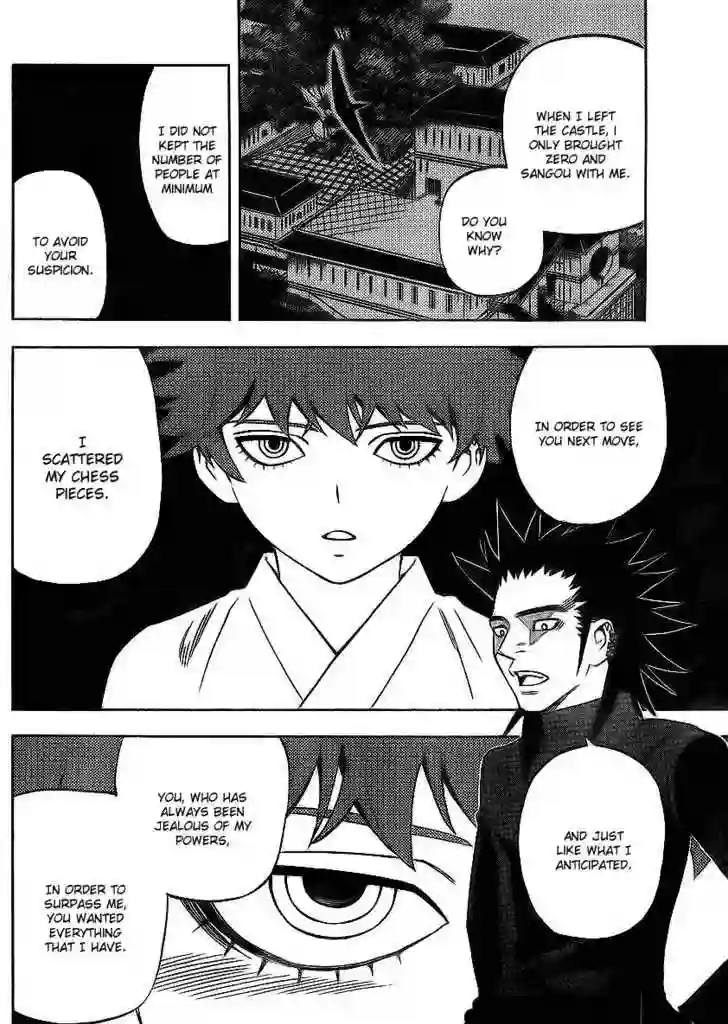 WHEN I LEFT
THE CASTLE, I
ONLY BROUGHT
ZERO AND
SANGOU WITH ME.
DO YOU
KNOW
WHY?
I DID NOT
KEPT THE
NUMBER OF
PEOPLE AT
MINIMUM
TO AVOID
YOUR
SUSPICION.
IN ORDER TO SEE
YOU NEXT MOVE,
I
SCATTERED
MY CHESS
PIECES.
AND JUST
LIKE WHAT I
ANTICIPATED.
YOU, WHO HAS
ALWAYS BEEN
JEALOUS OF MY
POWERS,
IN ORDER TO
SURPASS ME,
YOU WANTED
EVERYTHING
THAT I HAVE.